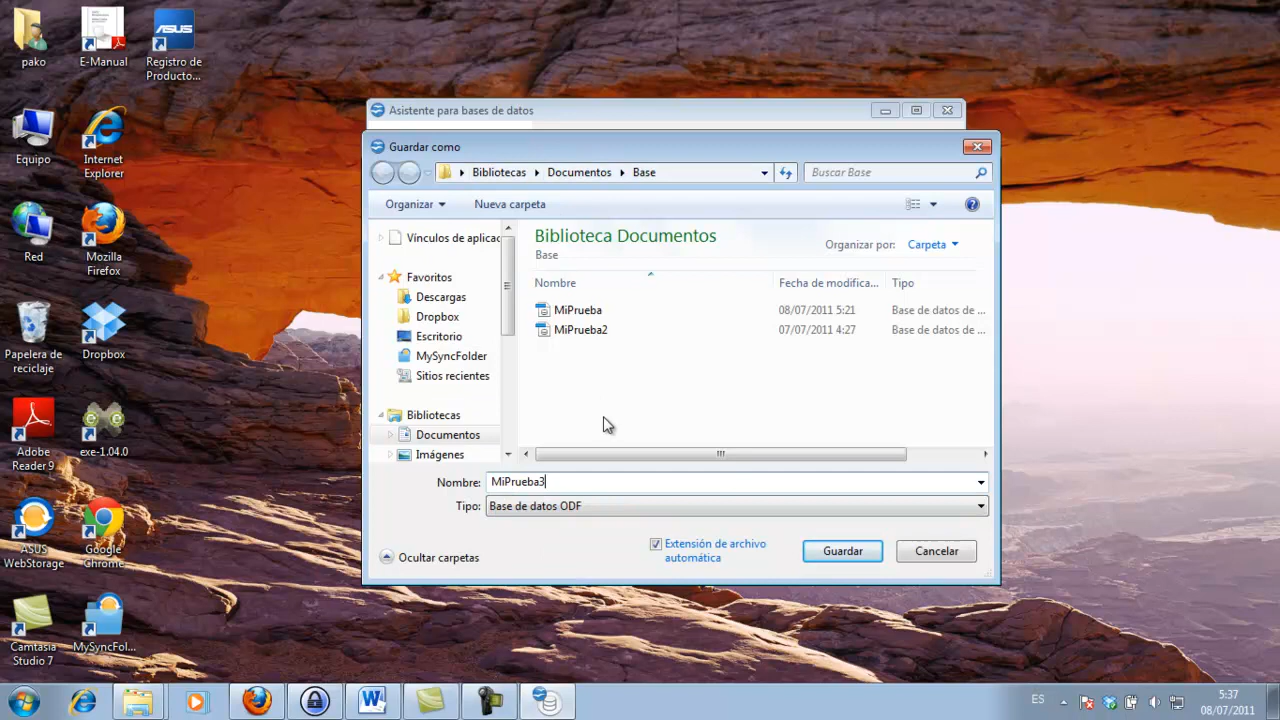 pako
E-Manual
Registro de
Producto...
ASUS
Equipo
Internet
Explorer
Red
Mozilla
Firefox
Papelera de
reciclaje
Dropbox
Adobe
Reader 9
exe-1.04.0
ASUS
WebStorage
Google
Chrome
Camtasia
Studio 7
MySyncFol...
Asistente para bases de datos
Guardar como
Bibliotecas
Documentos
Base
Buscar Base
Organizar
Nueva carpeta
Vínculos de aplicac
Favoritos
Descargas
Dropbox
Escritorio
MySyncFolder
Sitios recientes
Bibliotecas
Documentos
Imágenes
Biblioteca Documentos
Base
Organizar por: Carpeta
Nombre Fecha de modifica... Tipo
MiPrueba 08/07/2011 5:21 Base de datos de ...
MiPrueba2 07/07/2011 4:27 Base de datos de ...
Nombre: MiPrueba3
Tipo: Base de datos ODF
Ocultar carpetas
Extensión de archivo
automática
Guardar
Cancelar
ES
5:37
08/07/2011